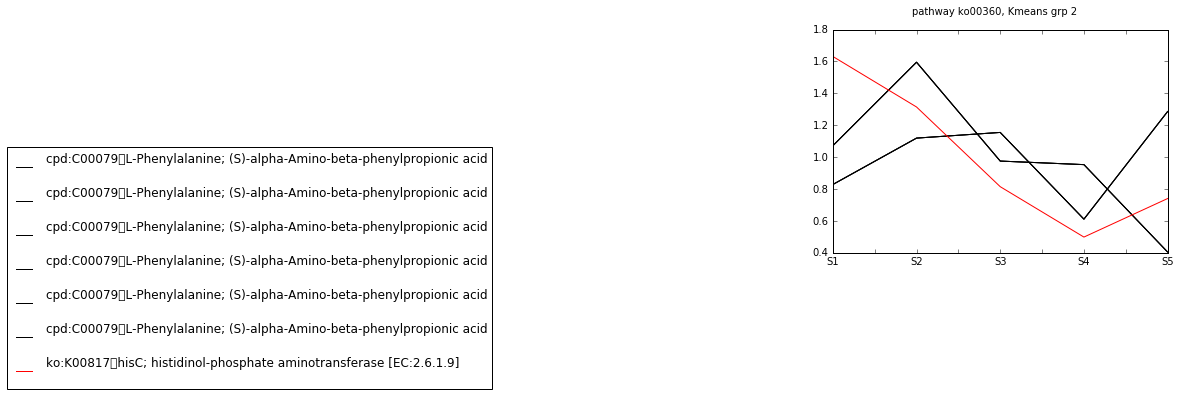 pathway ko00360, Kmeans grp 2
1.8
1.6
1.4
1.2
1.0
0.8
0.6
0.4
S1 S2 S3 S4 S5
cpd:C00079▯L-Phenylalanine; (S)-alpha-Amino-beta-phenylpropionic acid
cpd:C00079▯L-Phenylalanine; (S)-alpha-Amino-beta-phenylpropionic acid
cpd:C00079▯L-Phenylalanine; (S)-alpha-Amino-beta-phenylpropionic acid
cpd:C00079▯L-Phenylalanine; (S)-alpha-Amino-beta-phenylpropionic acid
cpd:C00079▯L-Phenylalanine; (S)-alpha-Amino-beta-phenylpropionic acid
cpd:C00079▯L-Phenylalanine; (S)-alpha-Amino-beta-phenylpropionic acid
ko:K00817▯hisC; histidinol-phosphate aminotransferase [EC:2.6.1.9]